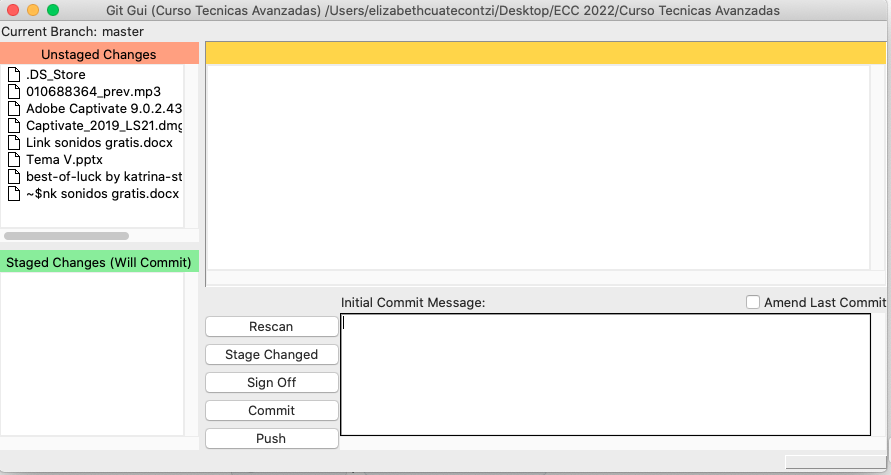 Git Gui (Curso Tecnicas Avanzadas) /Users/elizabethcuatecontzi/Desktop/ECC 2022/Curso Tecnicas Avanzadas
Current Branch: master
Unstaged Changes
.DS_Store
010688364_prev.mp3
Adobe Captivate 9.0.2.43
Captivate_2019_LS21.dmg
Link sonidos gratis.docx
Tema V.pptx
best-of-luck by katrina-st
~$nk sonidos gratis.docx
Staged Changes (Will Commit)
Initial Commit Message:
Amend Last Commit
Rescan
Stage Changed
Sign Off
Commit
Push